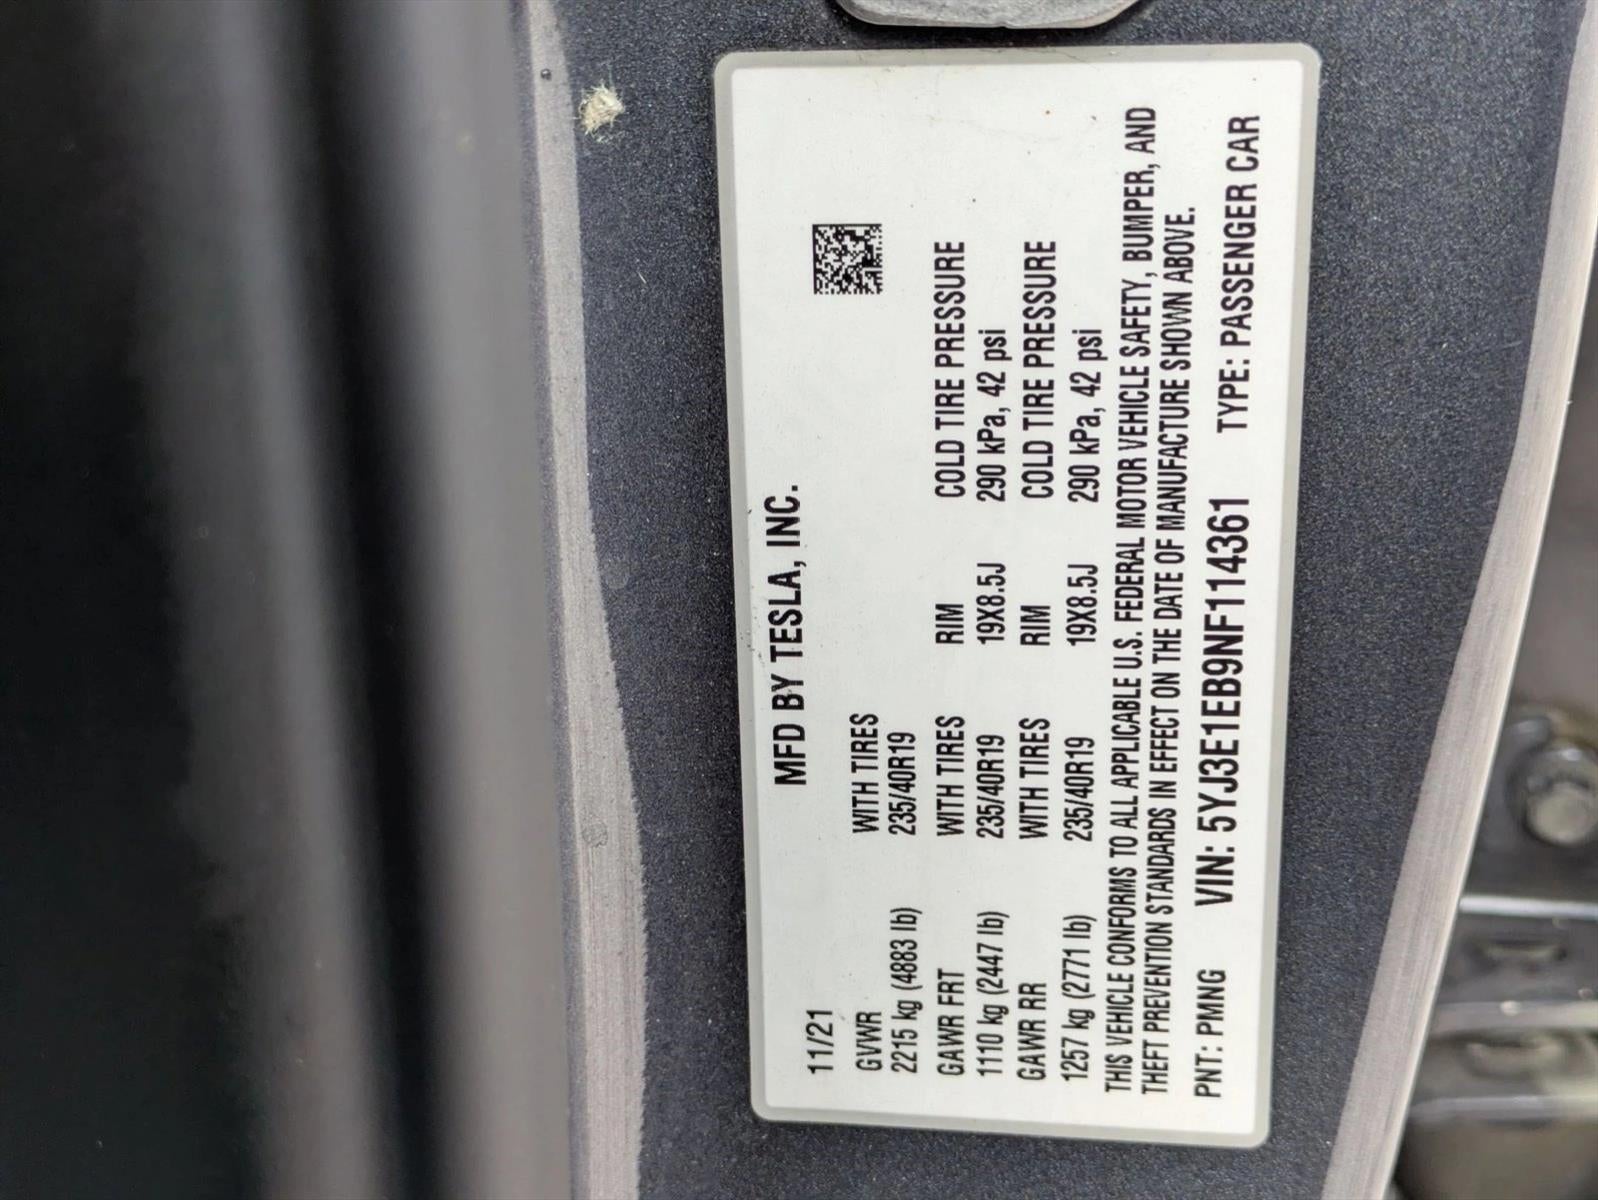 MFD BY TESLA, INC.
11/21
GVWR WITH TIRES
2215 kg (4883 lb) 235/40R19
GAWR FRT WITH TIRES RIM COLD TIRE PRESSURE
1110 kg (2447 lb) 235/40R19 19X8.5J 290 kPa, 42 psi
GAWR RR WITH TIRES RIM COLD TIRE PRESSURE
1257 kg (2771 lb) 235/40R19 19X8.5J 290 kPa, 42 psi
THIS VEHICLE CONFORMS TO ALL APPLICABLE U.S. FEDERAL MOTOR VEHICLE SAFETY, BUMPER, AND
THEFT PREVENTION STANDARDS IN EFFECT ON THE DATE OF MANUFACTURE SHOWN ABOVE.
PNT: PMNG VIN: 5YJ3E1EB9NF114361 TYPE: PASSENGER CAR